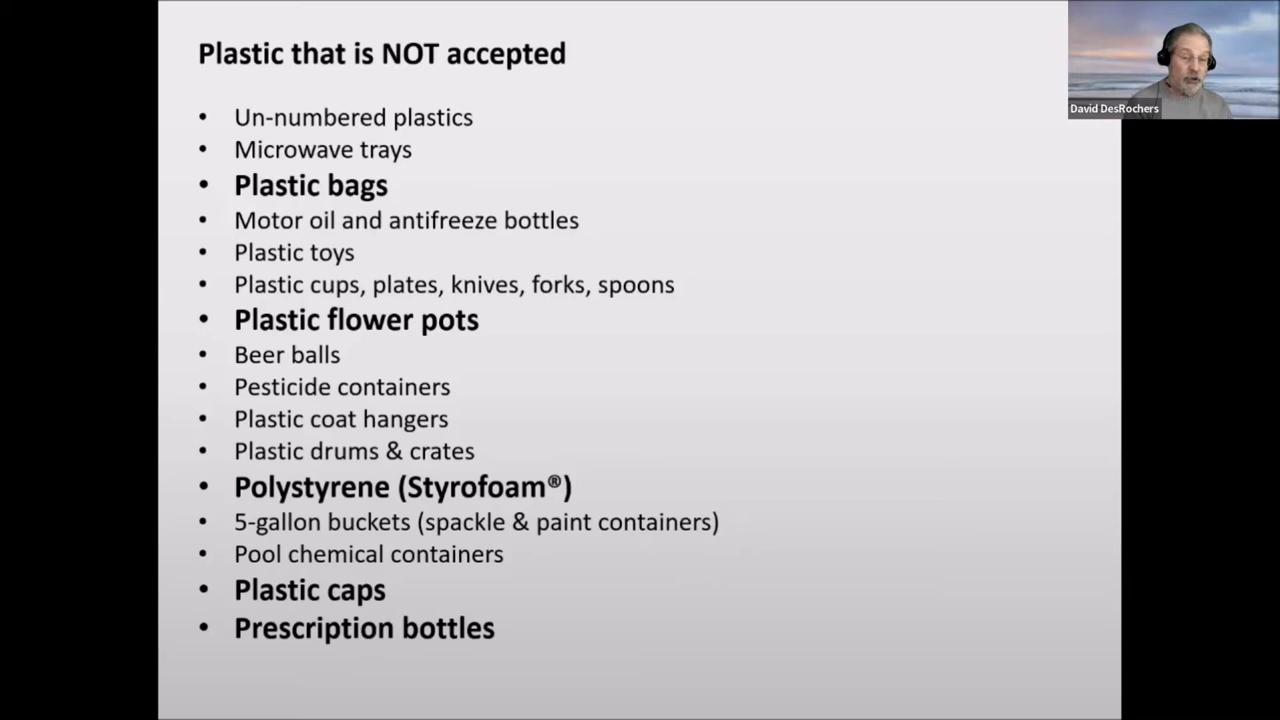 Plastic that is NOT accepted
• Un-numbered plastics
• Microwave trays
• Plastic bags
• Motor oil and antifreeze bottles
• Plastic toys
• Plastic cups, plates, knives, forks, spoons
• Plastic flower pots
• Beer balls
• Pesticide containers
• Plastic coat hangers
• Plastic drums & crates
• Polystyrene (Styrofoam®)
• 5-gallon buckets (spackle & paint containers)
• Pool chemical containers
• Plastic caps
• Prescription bottles
David DesRochers